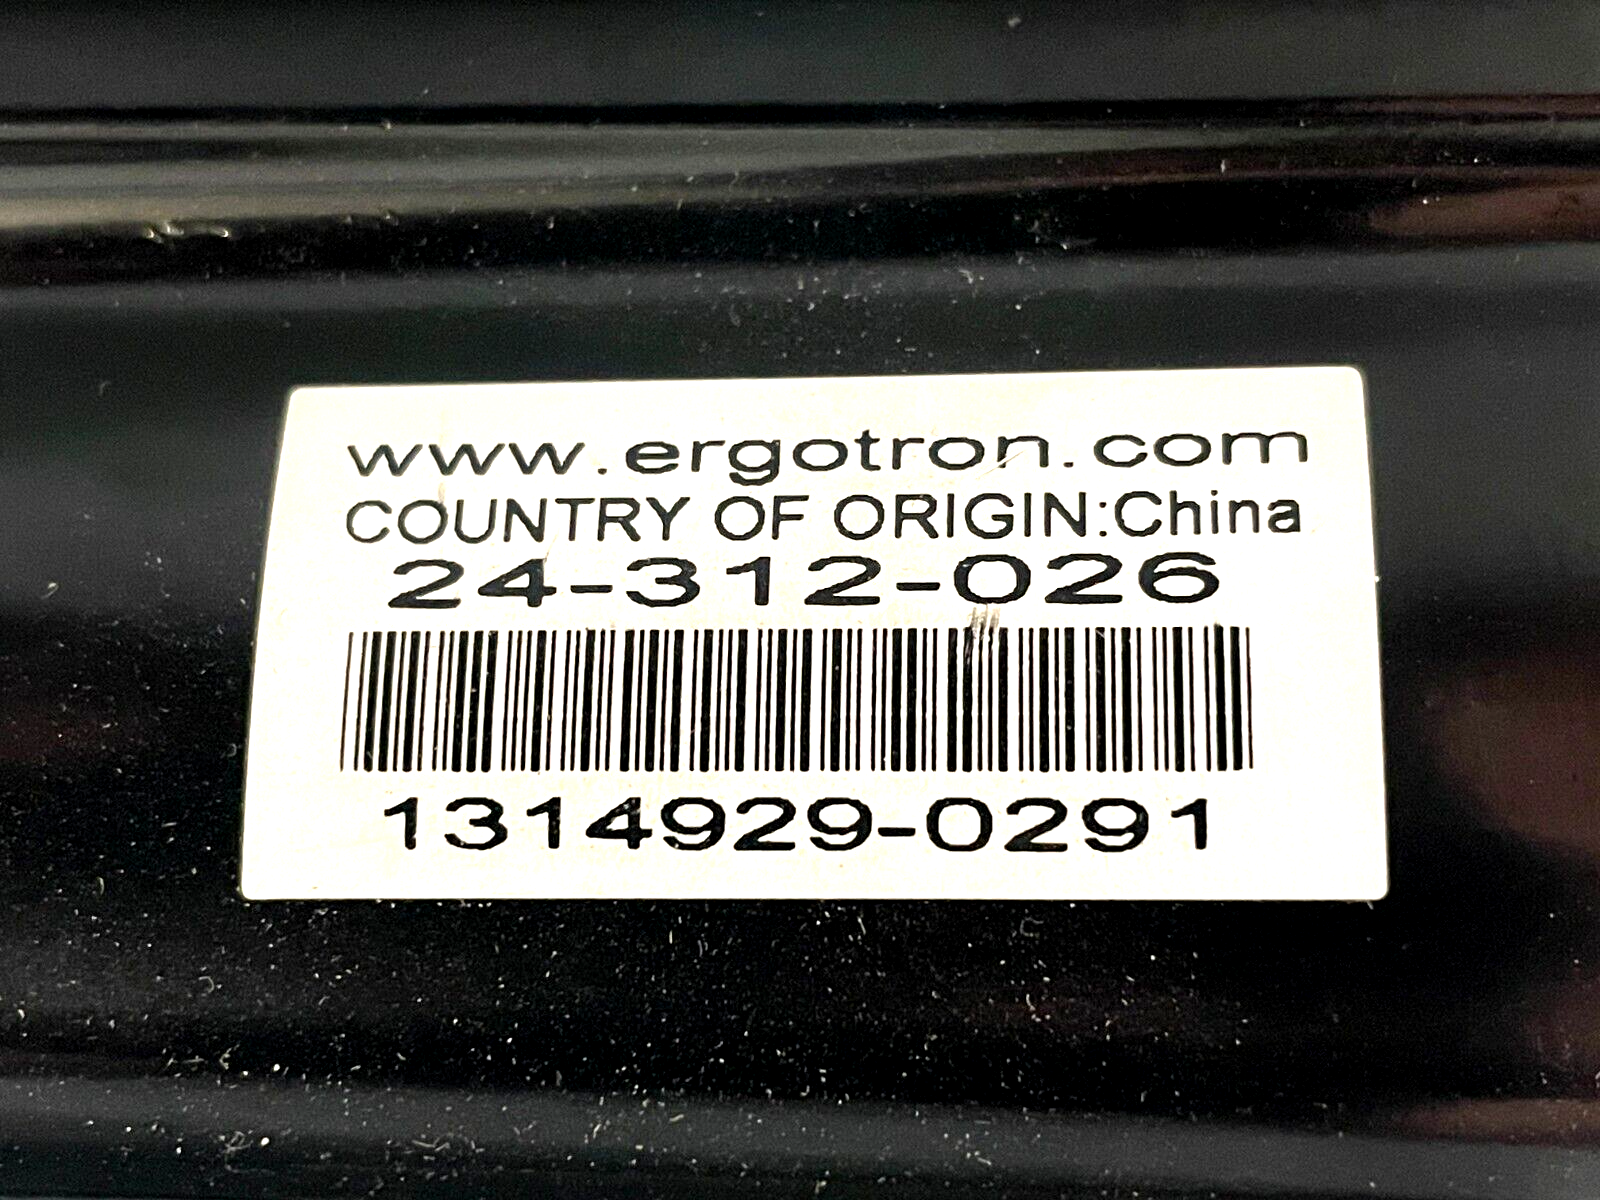 www.ergotron.com
COUNTRY OF ORIGIN:China
24-312-026
1314929-0291